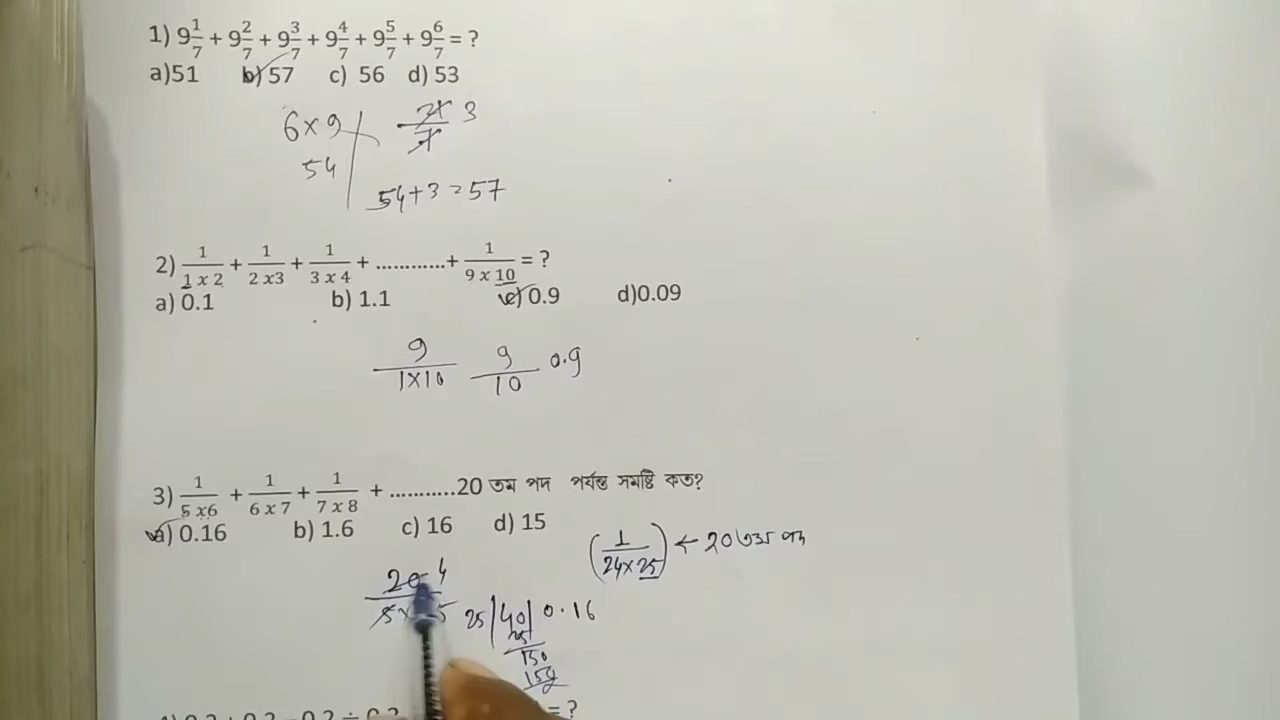 1) 9 1/7 + 9 2/7 + 9 3/7 + 9 4/7 + 9 5/7 + 9 6/7 = ?
a)51 b) 57 c) 56 d) 53
6×9 21/7 3
54
54+3=57
2) 1/(1 x 2) + 1/(2 x3) + 1/(3 x 4) + ............+ 1/(9 x 10) = ?
a) 0.1 b) 1.1 c) 0.9 d)0.09
9/(1×10) 9/10 0.9
3) 1/(5 x6) + 1/(6 x 7) + 1/(7 x 8) + ...........20 তম পদ পর্যন্ত সমষ্টি কত?
a) 0.16 b) 1.6 c) 16 d) 15
(1/(24×25)) ← 20তম পদ
20 4
25 |40| 0.16
25
150
150
= ?